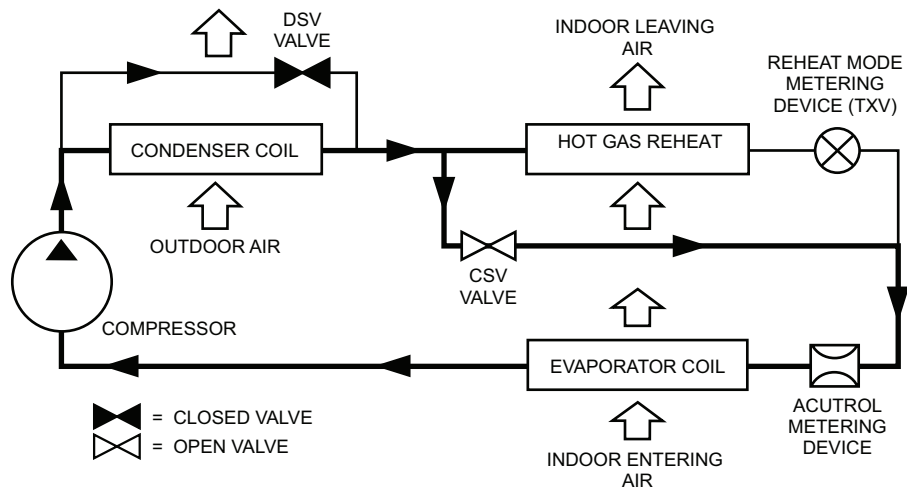 DSV
VALVE
INDOOR LEAVING
AIR
REHEAT MODE
METERING
DEVICE (TXV)
CONDENSER COIL
HOT GAS REHEAT
OUTDOOR AIR
CSV
VALVE
COMPRESSOR
EVAPORATOR COIL
ACUTROL
METERING
DEVICE
= CLOSED VALVE
= OPEN VALVE
INDOOR ENTERING
AIR